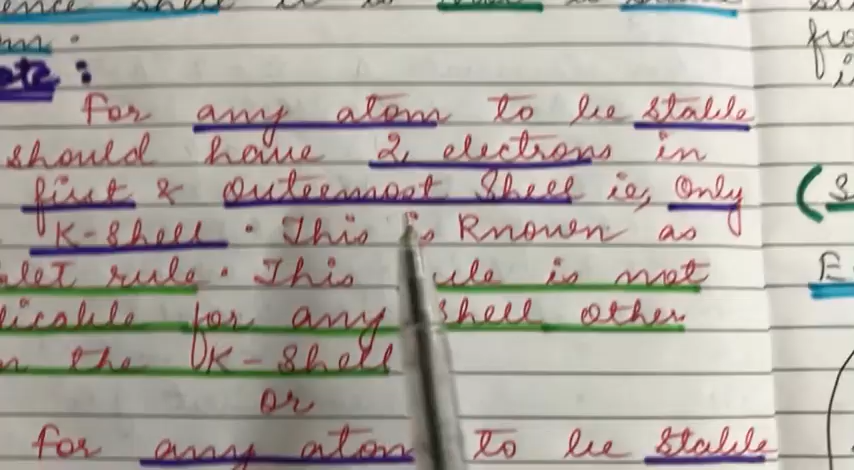 For any atom to be stable
should have 2 electrons in
first & outermost shell ie, only
K-shell. This is Known as
rule. This rule is not
for any shell other
the K-shell
or
for any atom to be stable